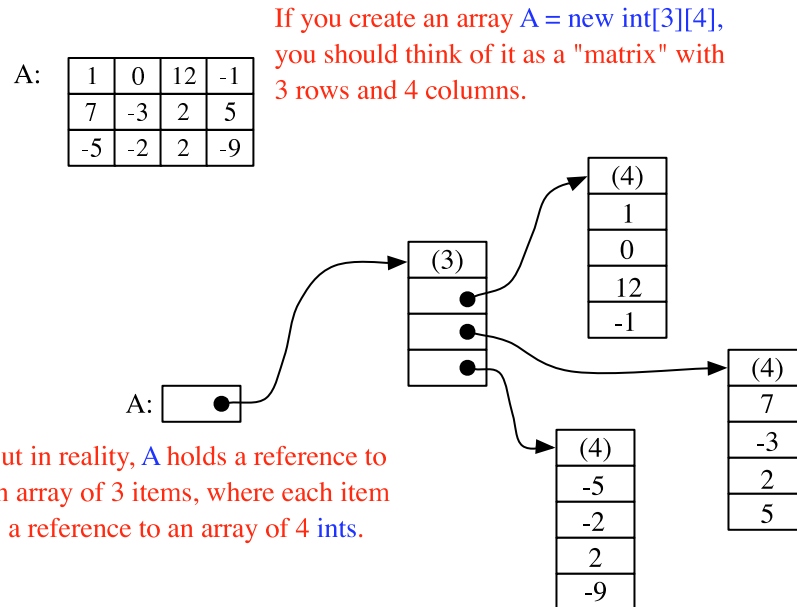 If you create an array A = new int[3][4],
you should think of it as a "matrix" with
3 rows and 4 columns.
A:
1 0 12 -1
7 -3 2 5
-5 -2 2 -9
(4)
1
0
12
-1
(3)
A:
(4)
7
-3
2
5
(4)
-5
-2
2
-9
ut in reality, A holds a reference to
n array of 3 items, where each item
a reference to an array of 4 ints.